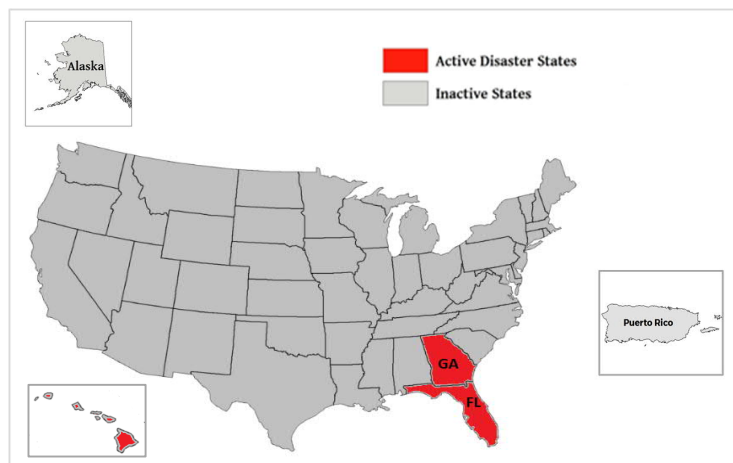 Alaska
Active Disaster States
Inactive States
Puerto Rico
GA
FL